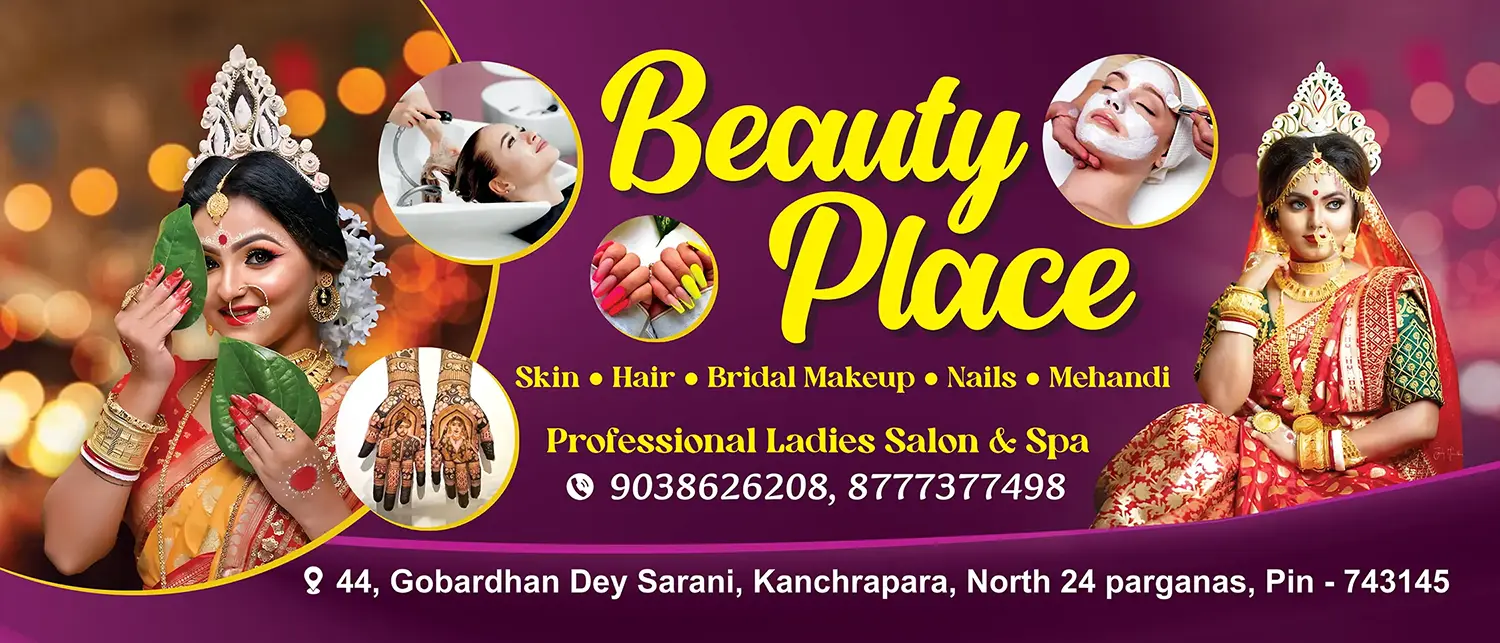 Beauty
Place
Skin • Hair • Bridal Makeup • Nails • Mehandi
Professional Ladies Salon & Spa
9038626208, 8777377498
44, Gobardhan Dey Sarani, Kanchrapara, North 24 parganas, Pin - 743145